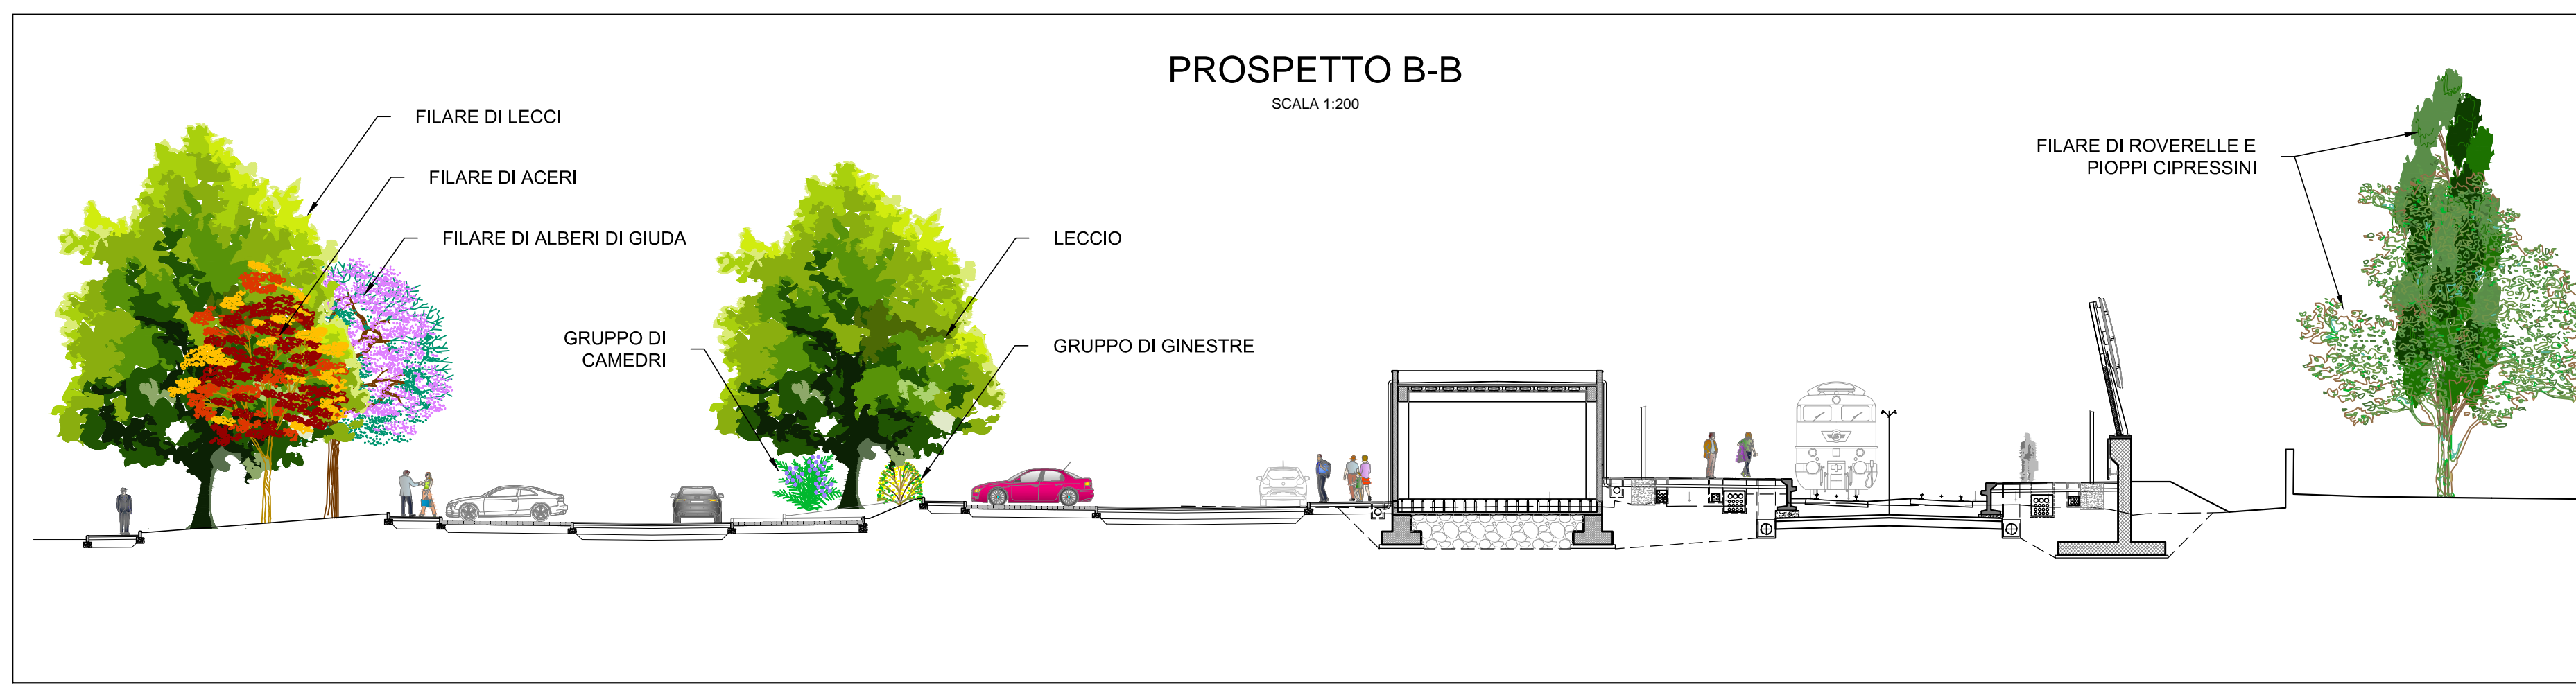 PROSPETTO B-B
SCALA 1:200
FILARE DI LECCI
FILARE DI ACERI
FILARE DI ALBERI DI GIUDA
GRUPPO DI
CAMEDRI
LECCIO
GRUPPO DI GINESTRE
FILARE DI ROVERELLE E
PIOPPI CIPRESSINI